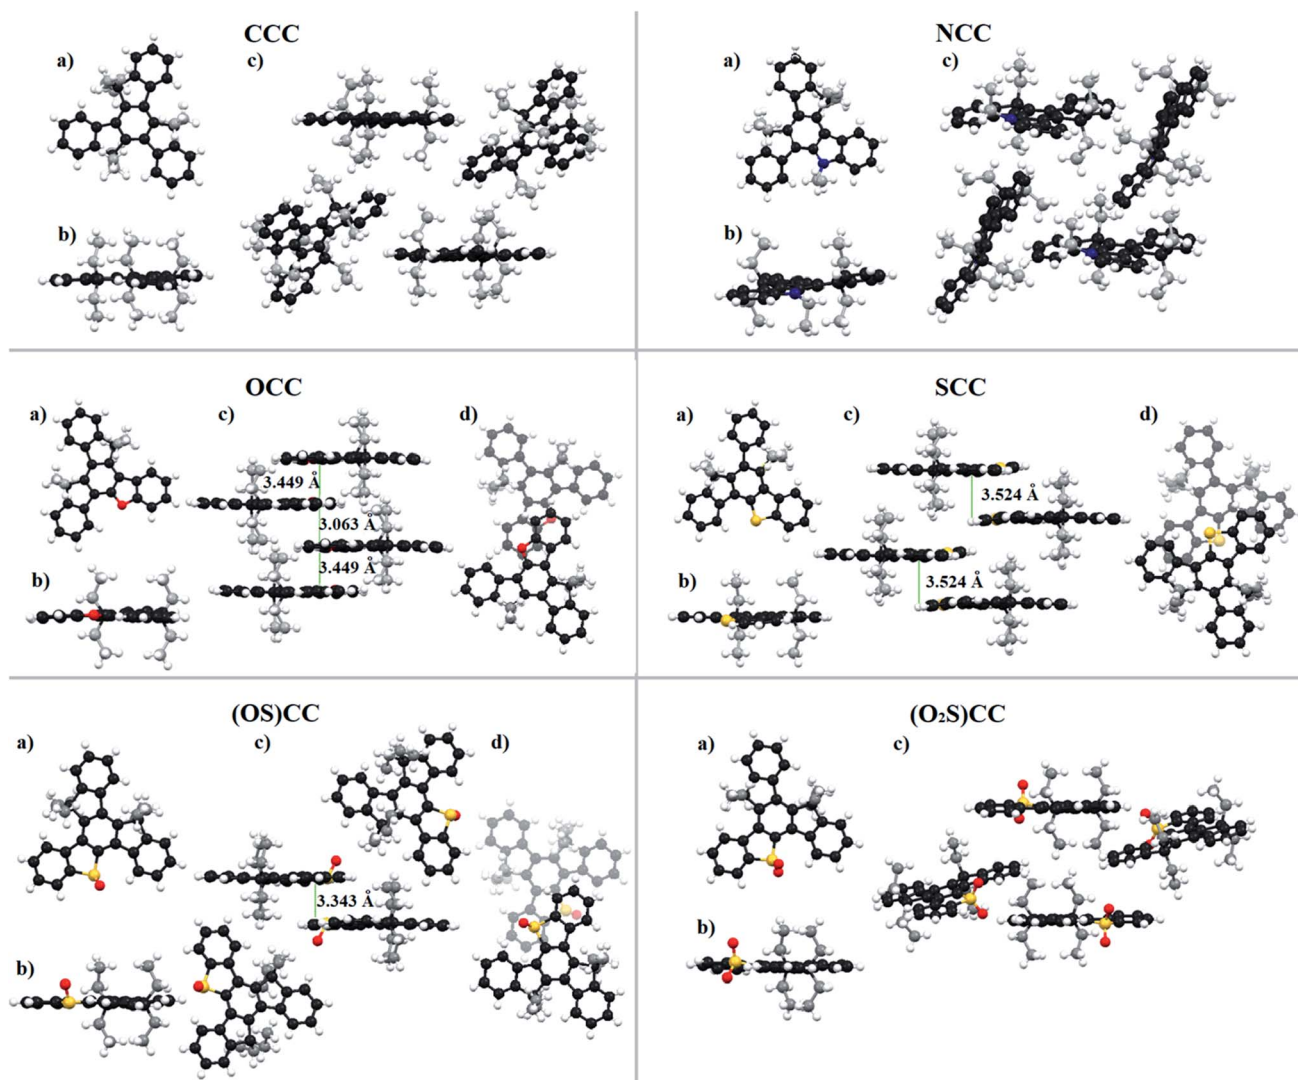 CCC
a)
c)
b)
NCC
a)
c)
b)
OCC
a)
c)
d)
3.449 Å
3.063 Å
3.449 Å
b)
SCC
a)
c)
d)
3.524 Å
3.524 Å
b)
(OS)CC
a)
c)
d)
3.343 Å
b)
(O₂S)CC
a)
c)
b)